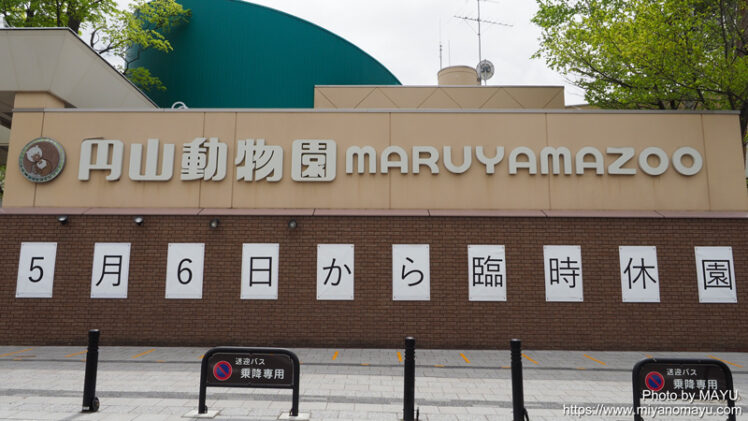 円山動物園 MARUYAMAZOO
5月6日から臨時休園
送迎バス
乗降専用
送迎バス
乗降専用
Photo by MAYU.
https://www.miyanomayu.com/